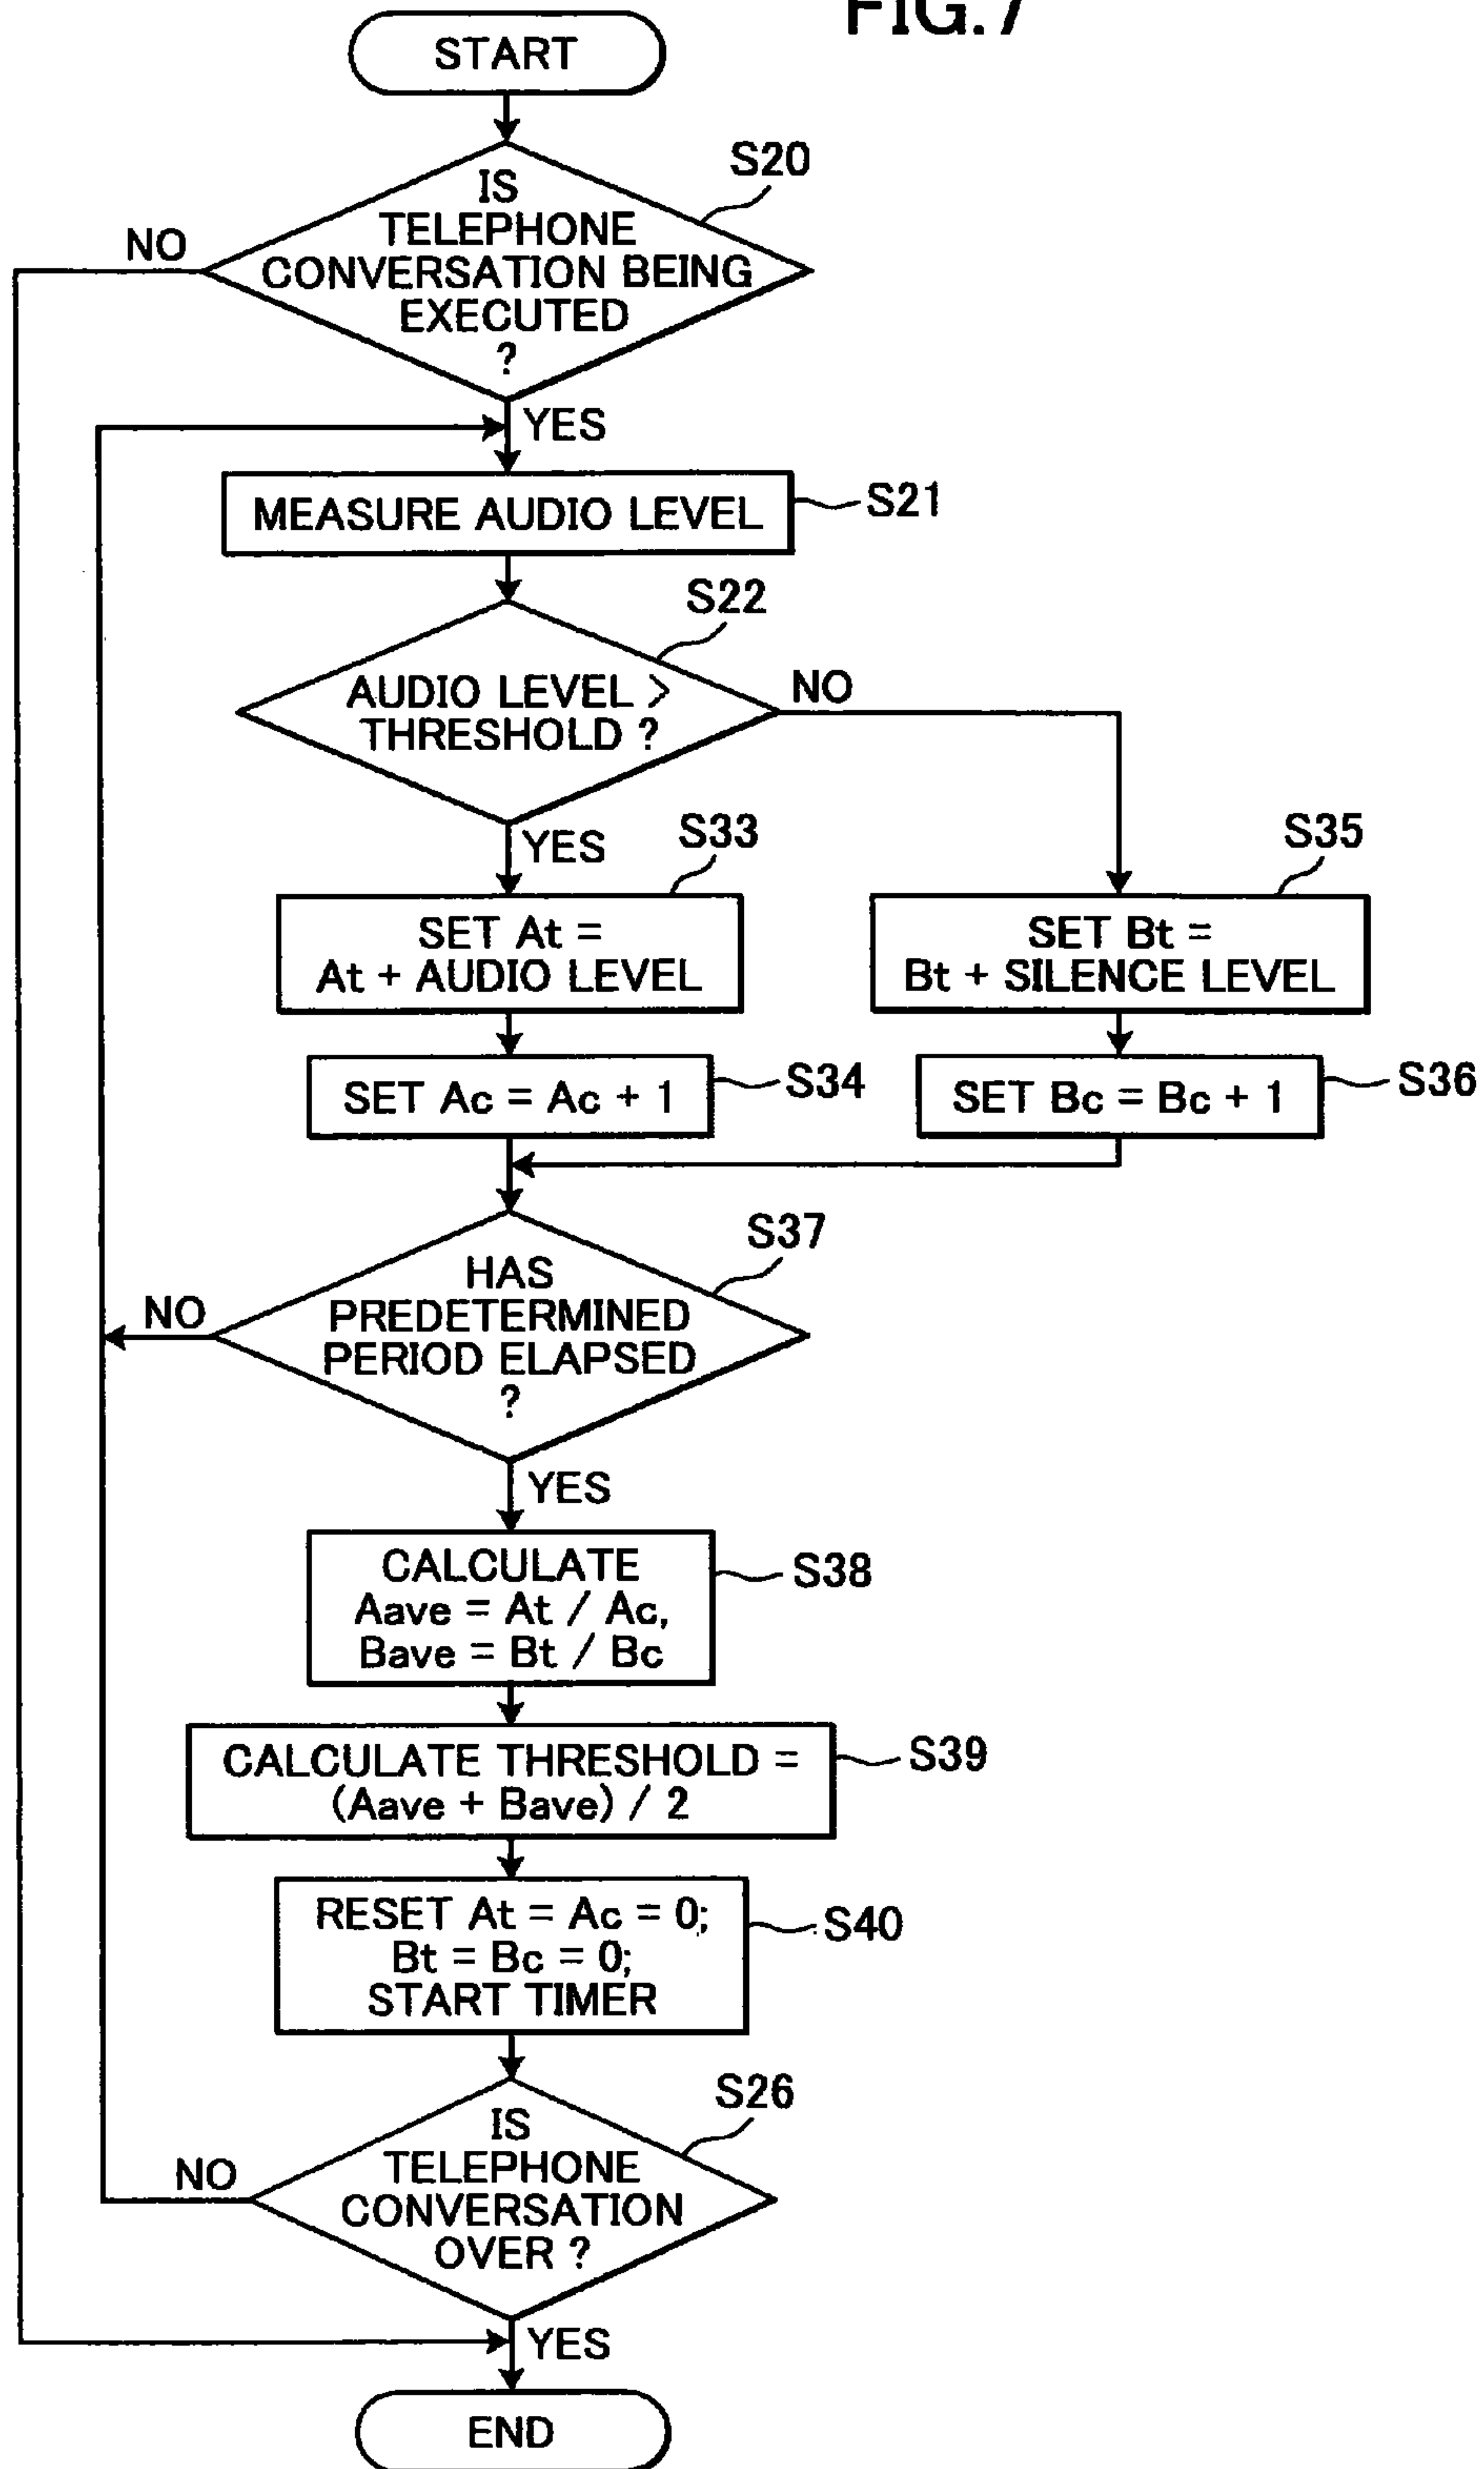 FIG.7
START
S20
IS
TELEPHONE
CONVERSATION BEING
EXECUTED
?
NO
YES
MEASURE AUDIO LEVEL
S21
S22
AUDIO LEVEL >
THRESHOLD ?
NO
YES
S33
S35
SET At =
At + AUDIO LEVEL
SET Bt =
Bt + SILENCE LEVEL
SET Ac = Ac + 1
S34
SET Bc = Bc + 1
S36
S37
HAS
PREDETERMINED
PERIOD ELAPSED
?
NO
YES
CALCULATE
Aave = At / Ac,
Bave = Bt / Bc
S38
CALCULATE THRESHOLD =
(Aave + Bave) / 2
S39
RESET At = Ac = 0;
Bt = Bc = 0;
START TIMER
S40
S26
IS
TELEPHONE
CONVERSATION
OVER ?
NO
YES
END